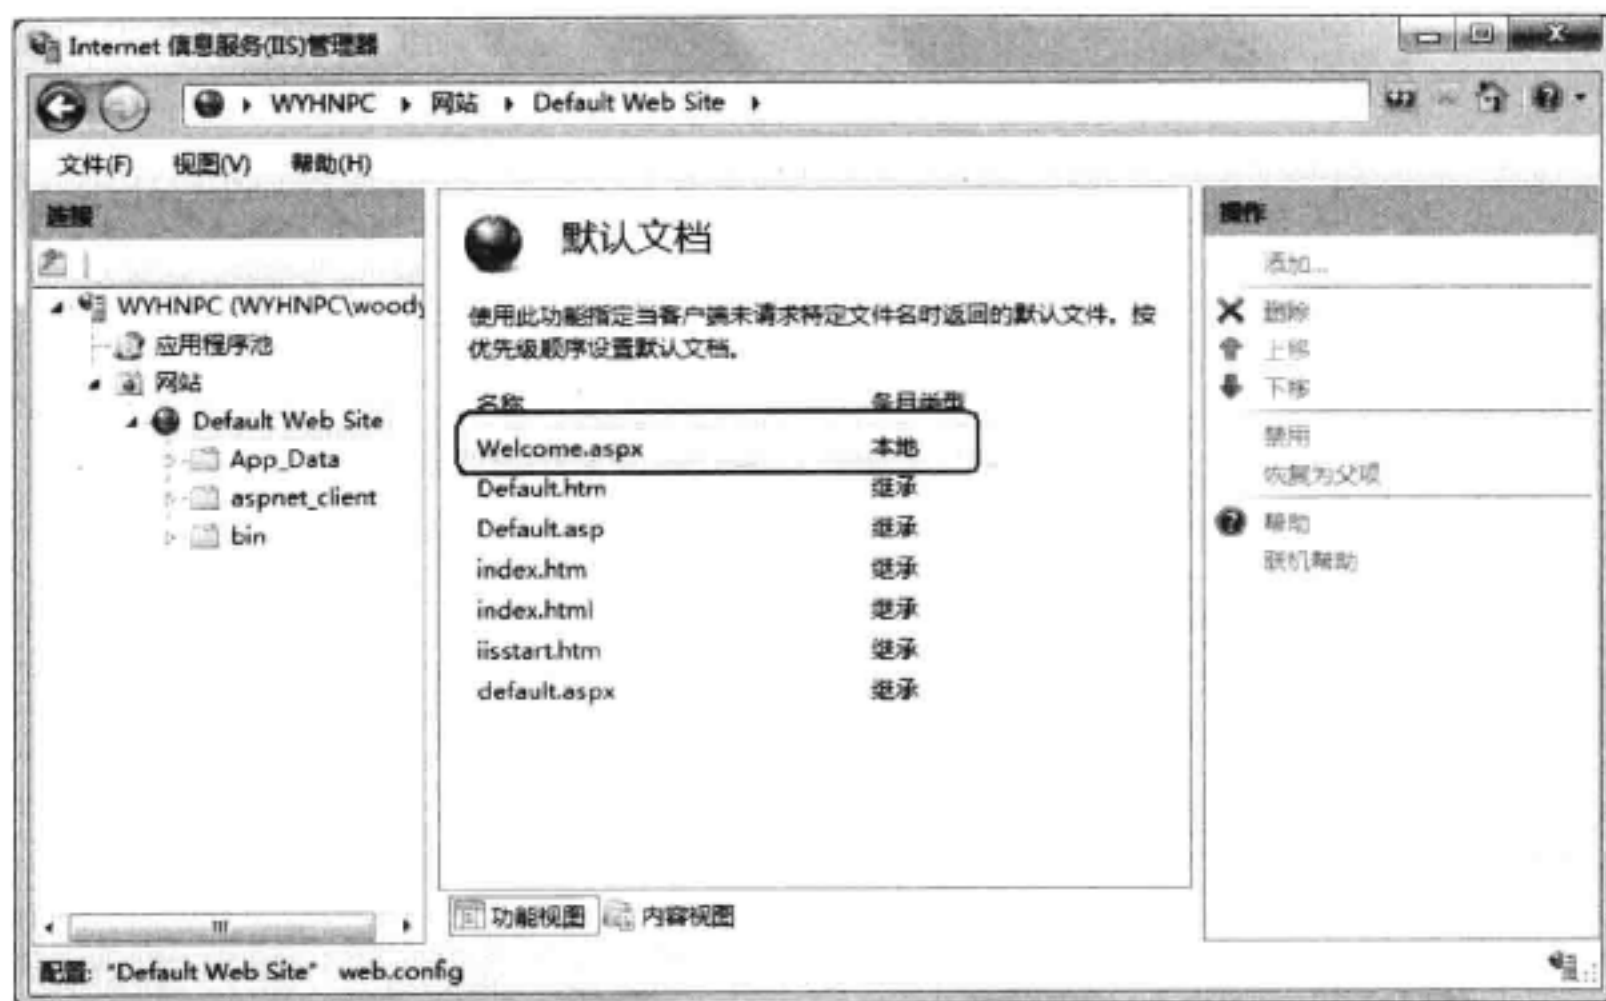 Internet 信息服务(IIS)管理器
WYHNPC 网站 Default Web Site
文件(F) 视图(V) 帮助(H)
连接
WYHNPC (WYHNPC\woody
应用程序池
网站
Default Web Site
App_Data
aspnet_client
bin
默认文档
使用此功能指定当客户端未请求特定文件名时返回的默认文件。按
优先级顺序设置默认文档。
名称 条目类型
Welcome.aspx 本地
Default.htm 继承
Default.asp 继承
index.htm 继承
index.html 继承
iisstart.htm 继承
default.aspx 继承
功能视图 内容视图
操作
添加...
删除
上移
下移
禁用
恢复为父项
帮助
联机帮助
配置: "Default Web Site" web.config